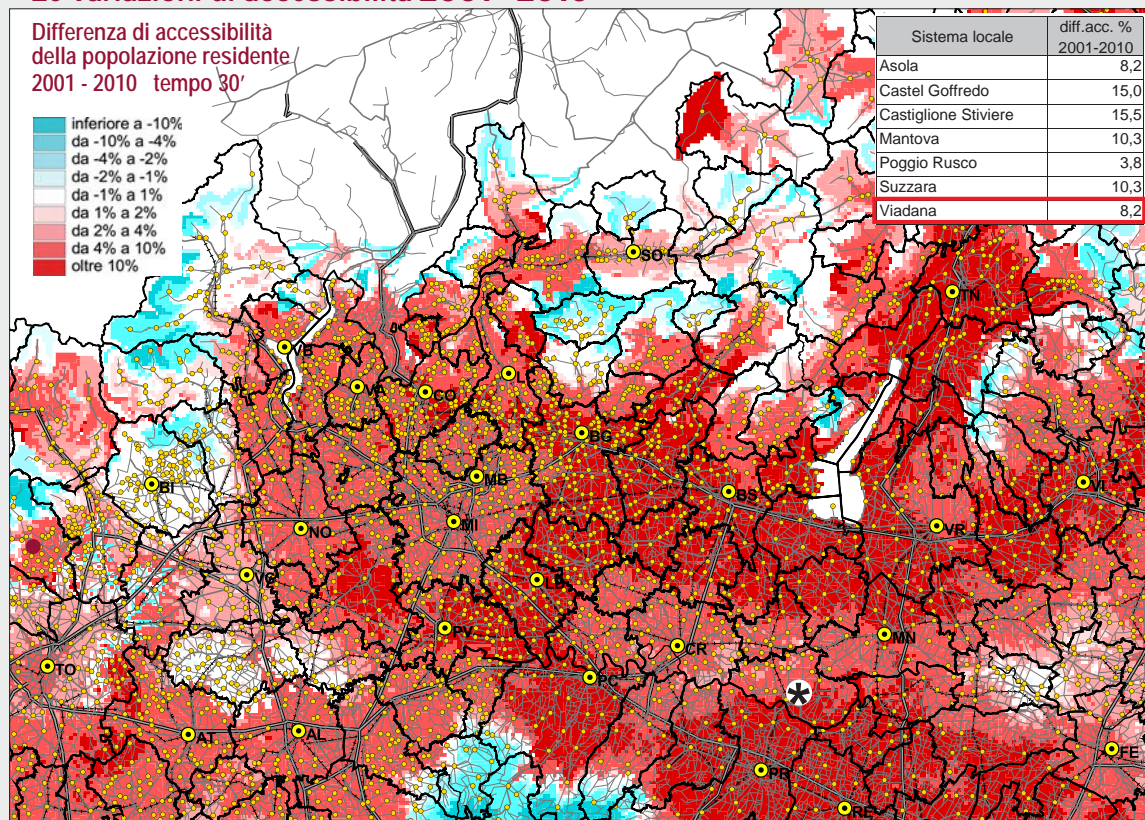 Differenza di accessibilità
della popolazione residente
2001 - 2010 tempo 30'
inferiore a -10%
da -10% a -4%
da -4% a -2%
da -2% a -1%
da -1% a 1%
da 1% a 2%
da 2% a 4%
da 4% a 10%
oltre 10%
Sistema locale diff.acc. %
2001-2010
Asola 8,2
Castel Goffredo 15,0
Castiglione Stiviere 15,5
Mantova 10,3
Poggio Rusco 3,8
Suzzara 10,3
Viadana 8,2
SO
TN
CO
BG
BI
MB
BS
VI
NO
MI
VR
PV
MN
TO
CR
*
AT
AL
FE
PR
RE